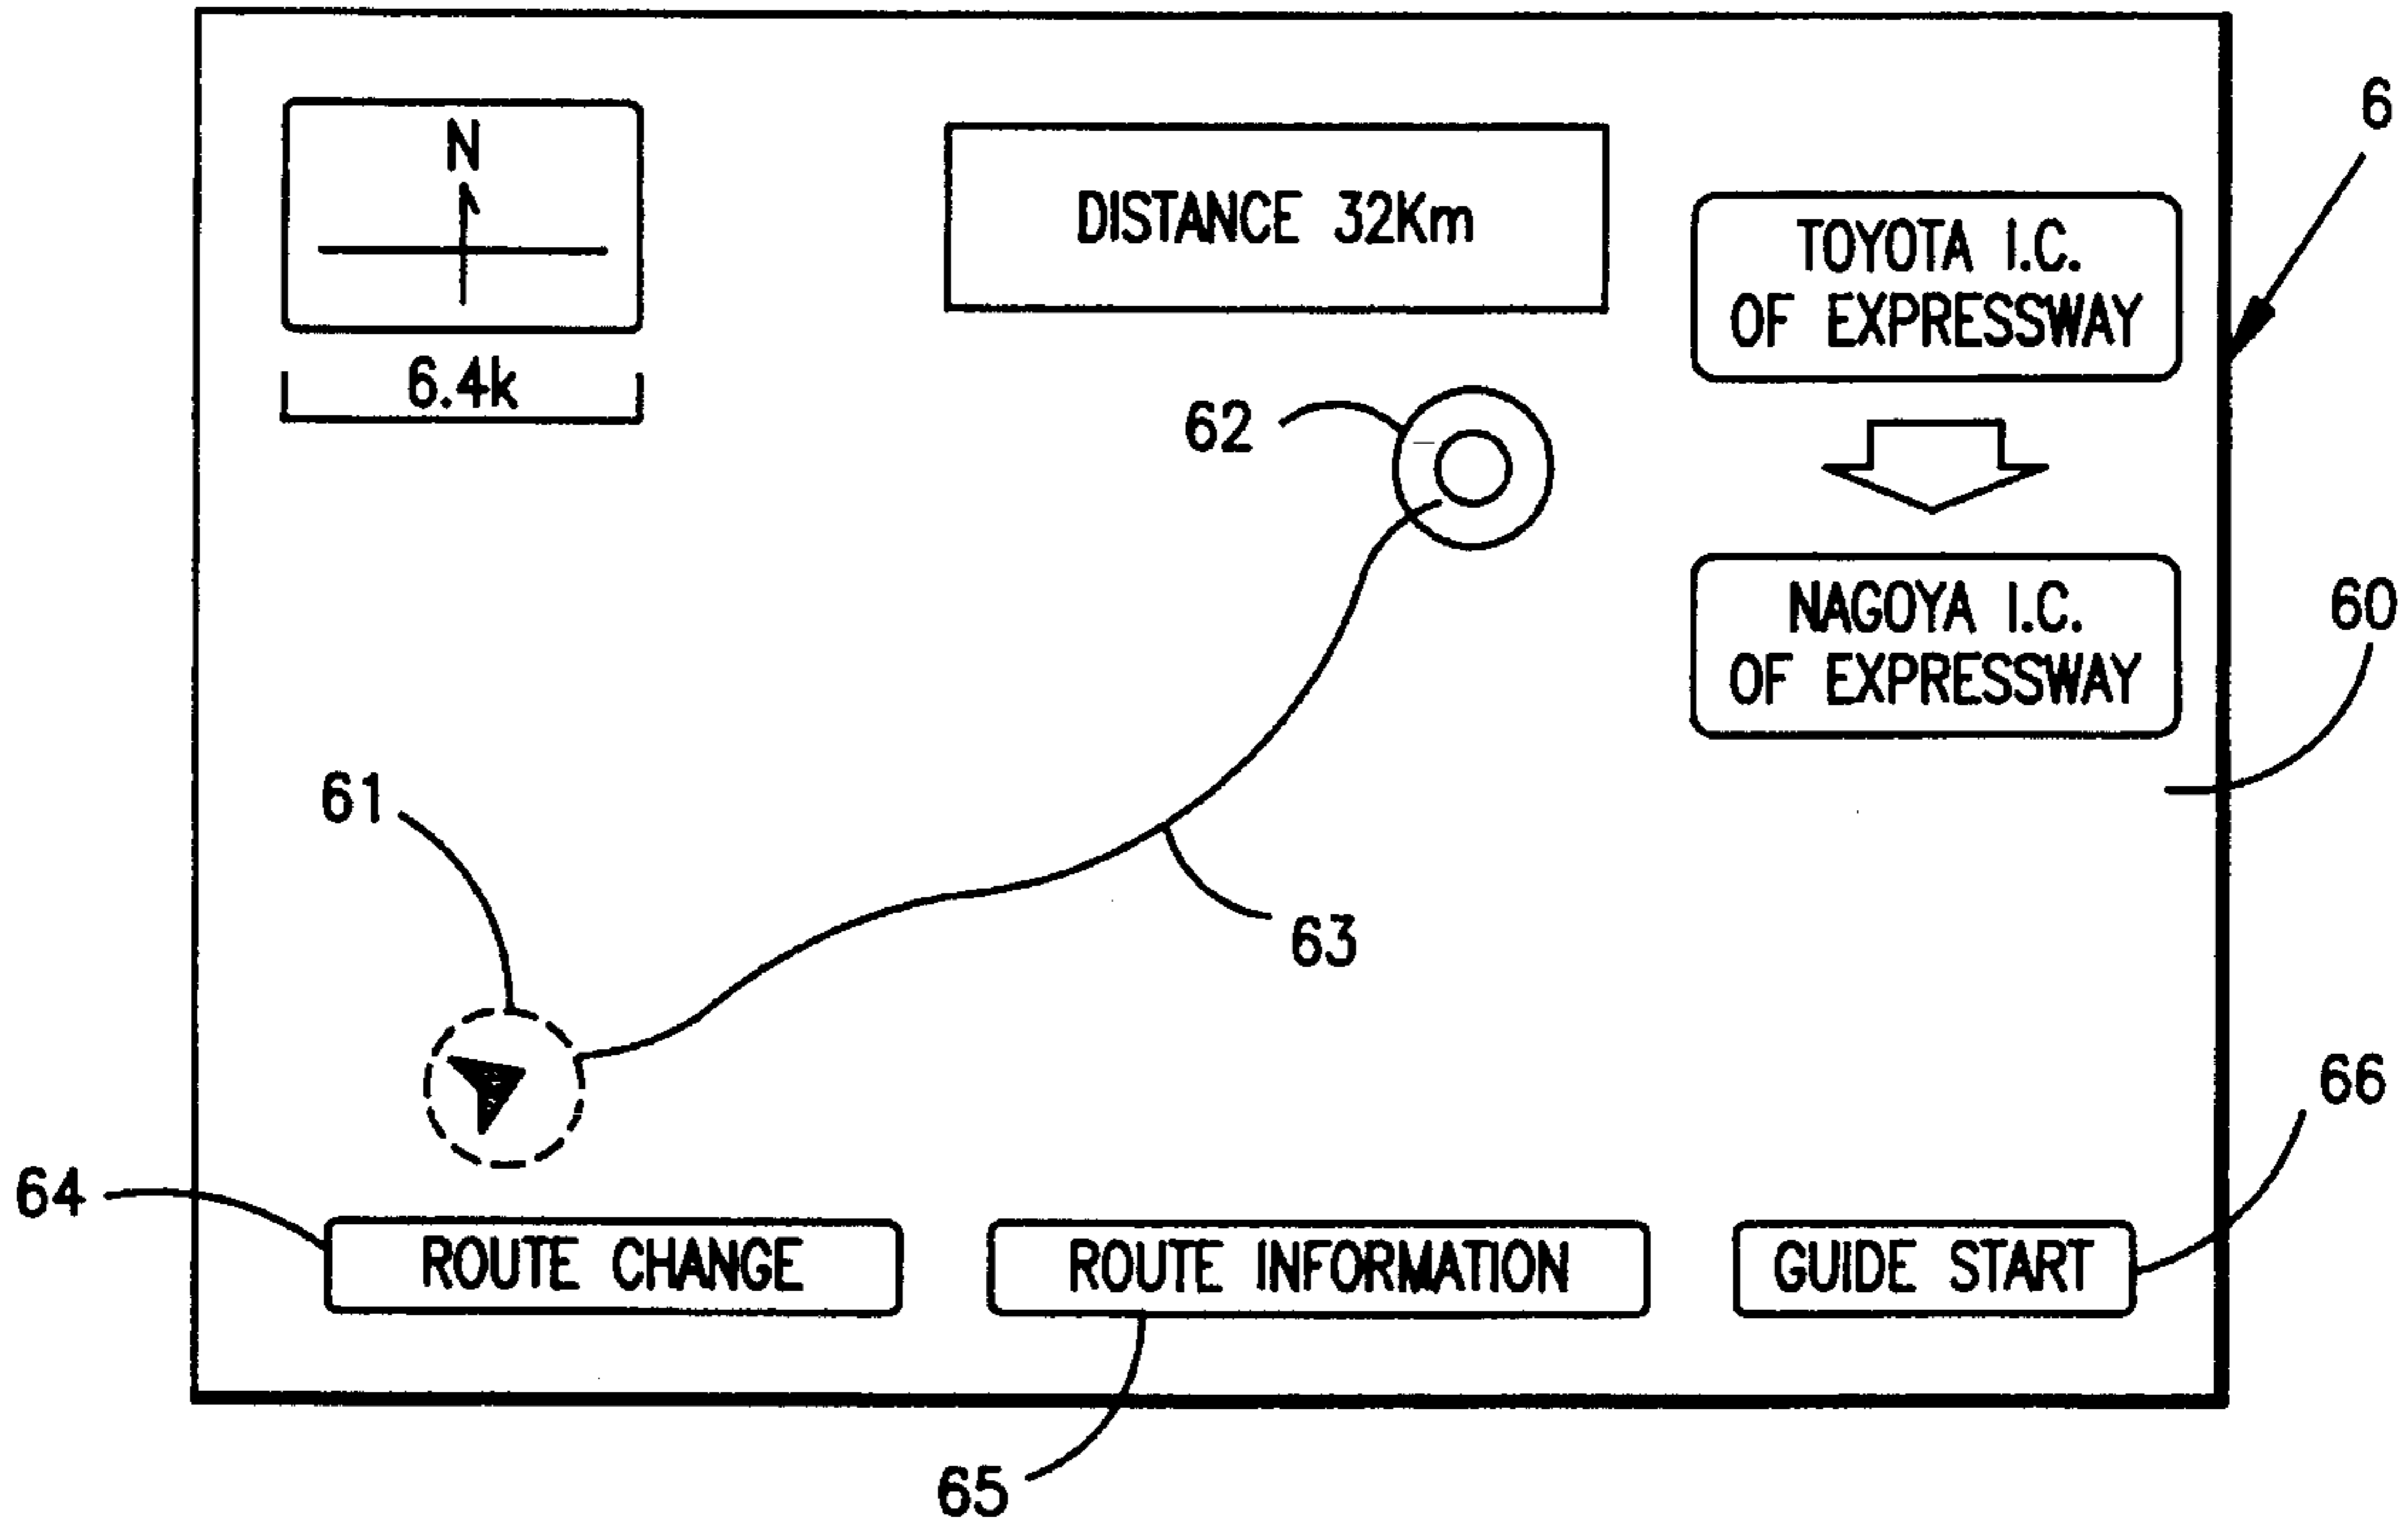 6
N
DISTANCE 32Km
TOYOTA I.C.
OF EXPRESSWAY
6.4k
62
NAGOYA I.C.
OF EXPRESSWAY
60
61
63
66
64
ROUTE CHANGE
ROUTE INFORMATION
GUIDE START
65